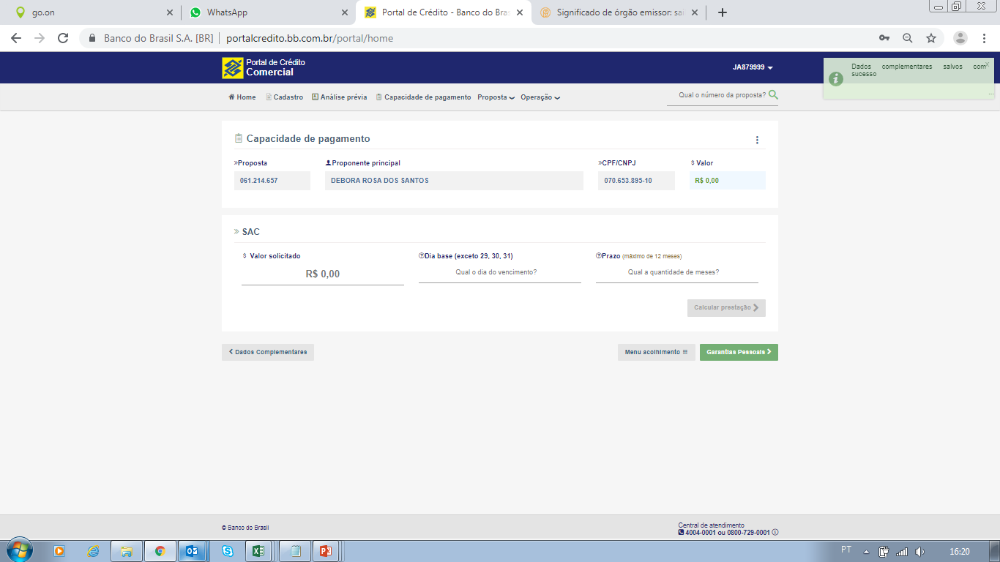 go.on
WhatsApp
Portal de Crédito - Banco do Bras
Significado de órgão emissor: sai
Banco do Brasil S.A. [BR] portalcredito.bb.com.br/portal/home
Portal de Crédito
Comercial
JA879999
Dados complementares salvos com
sucesso
Home Cadastro Análise prévia Capacidade de pagamento Proposta Operação Qual o número da proposta?
Capacidade de pagamento
Proposta Proponente principal CPF/CNPJ $ Valor
061.214.657 DEBORA ROSA DOS SANTOS 070.653.895-10 R$ 0,00
SAC
$ Valor solicitado Dia base (exceto 29, 30, 31) Prazo (máximo de 12 meses)
R$ 0,00 Qual o dia do vencimento? Qual a quantidade de meses?
Calcular prestação
Dados Complementares Menu acolhimento Garantias Pessoais
© Banco do Brasil
Central de atendimento
4004-0001 ou 0800-729-0001
PT 16:20